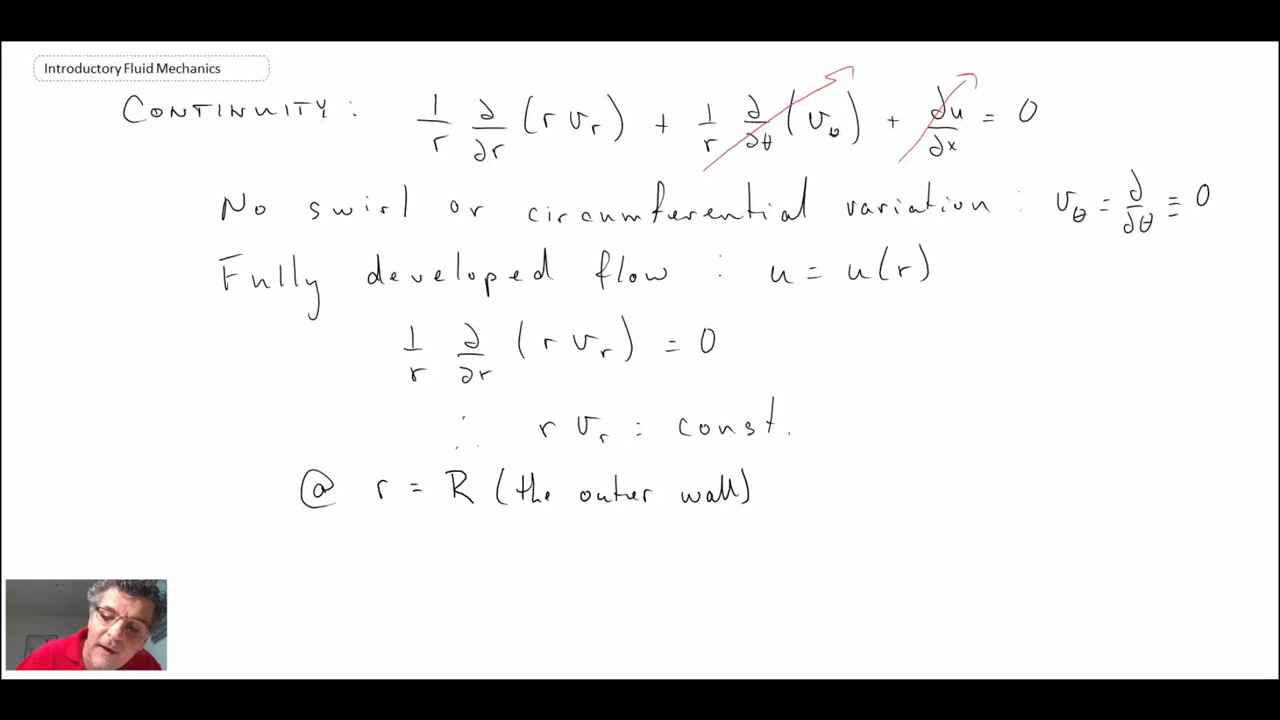 Introductory Fluid Mechanics
CONTINUITY : 1/r ∂/∂r (r v_r) + 1/r ∂/∂θ (v_θ) + ∂u/∂x = 0
No swirl or circumferential variation : v_θ = ∂/∂θ ≡ 0
Fully developed flow : u = u(r)
1/r ∂/∂r (r v_r) = 0
∴ r v_r = const.
@ r = R (the outer wall)